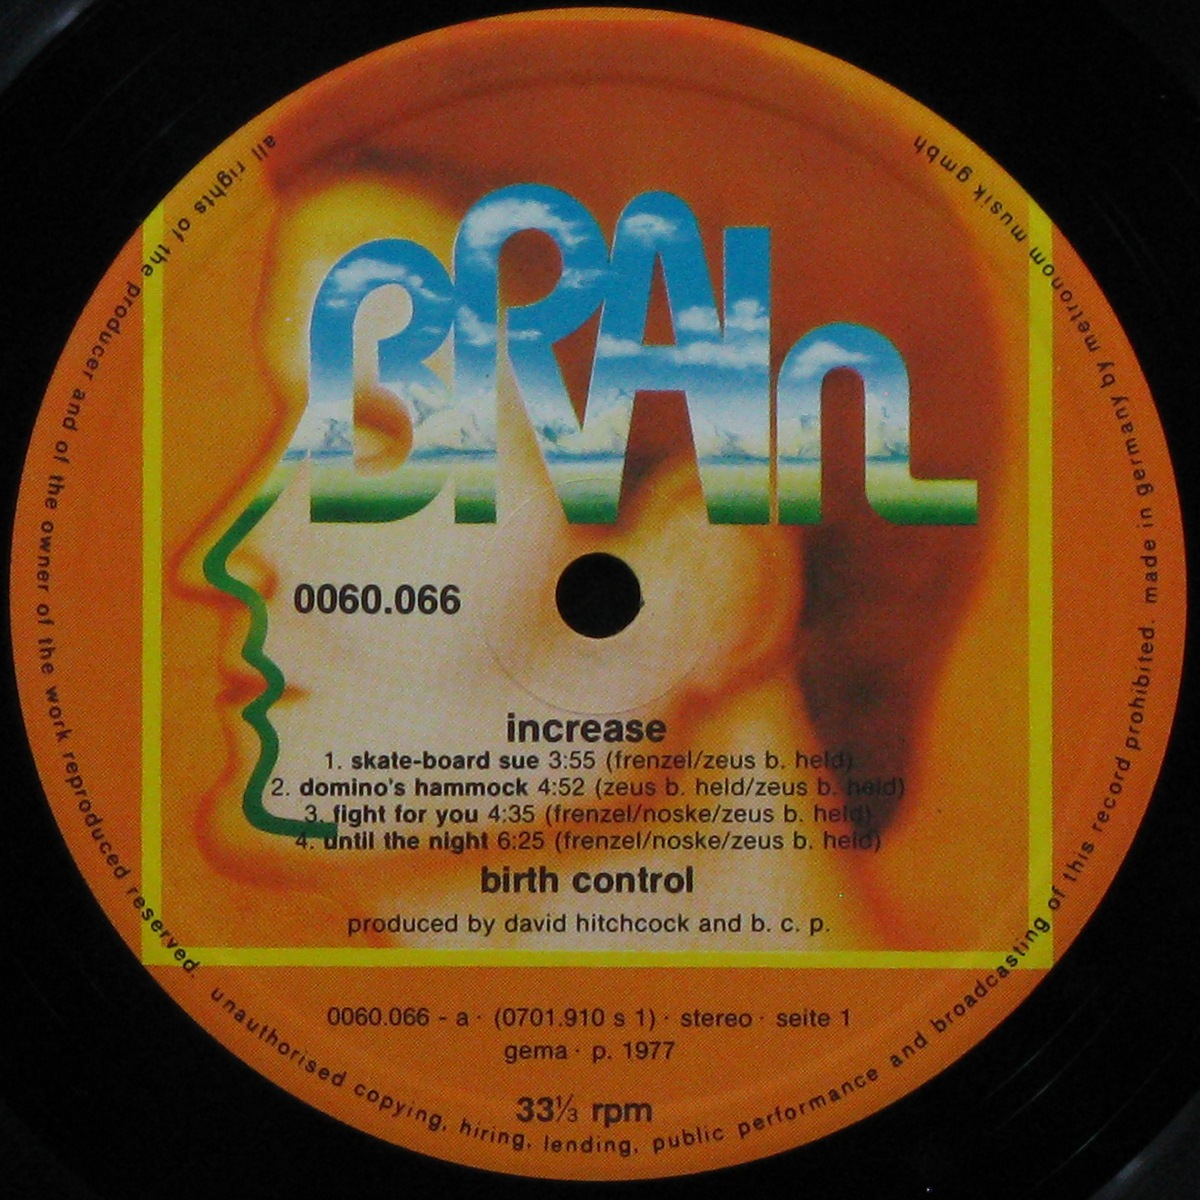 BRAIn
0060.066
increase
1. skate-board sue 3:55 (frenzel/zeus b. held)
2. domino's hammock 4:52 (zeus b. held/zeus b. held)
3. fight for you 4:35 (frenzel/noske/zeus b. held)
4. until the night 6:25 (frenzel/noske/zeus b. held)
birth control
produced by david hitchcock and b. c. p.
0060.066 - a · (0701.910 s 1) · stereo · seite 1
gema · p. 1977
33⅓ rpm
all rights of the producer and of the owner of the work reproduced reserved. unauthorised copying, hiring, lending, public performance and broadcasting of this record prohibited. made in germany by metronom musik gmbh